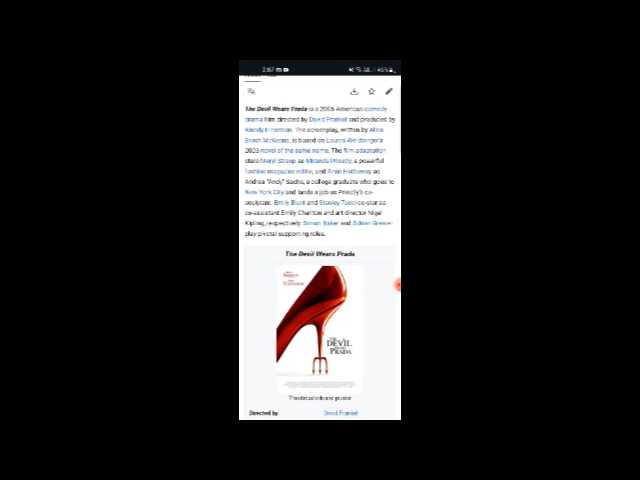 The Devil Wears Prada is a 2006 American comedy-
drama film directed by David Frankel and produced by
Wendy Finerman. The screenplay, written by Aline
Brosh McKenna, is based on Lauren Weisberger's
2003 novel of the same name. The film adaptation
stars Meryl Streep as Miranda Priestly, a powerful
fashion magazine editor, and Anne Hathaway as
Andrea "Andy" Sachs, a college graduate who goes to
New York City and lands a job as Priestly's co-
assistant. Emily Blunt and Stanley Tucci co-star as
co-assistant Emily Charlton and art director Nigel
Kipling, respectively. Simon Baker and Adrian Grenier
play pivotal supporting roles.
The Devil Wears Prada
THE
DEVIL
WEARS
PRADA
Theatrical release poster
Directed by
David Frankel